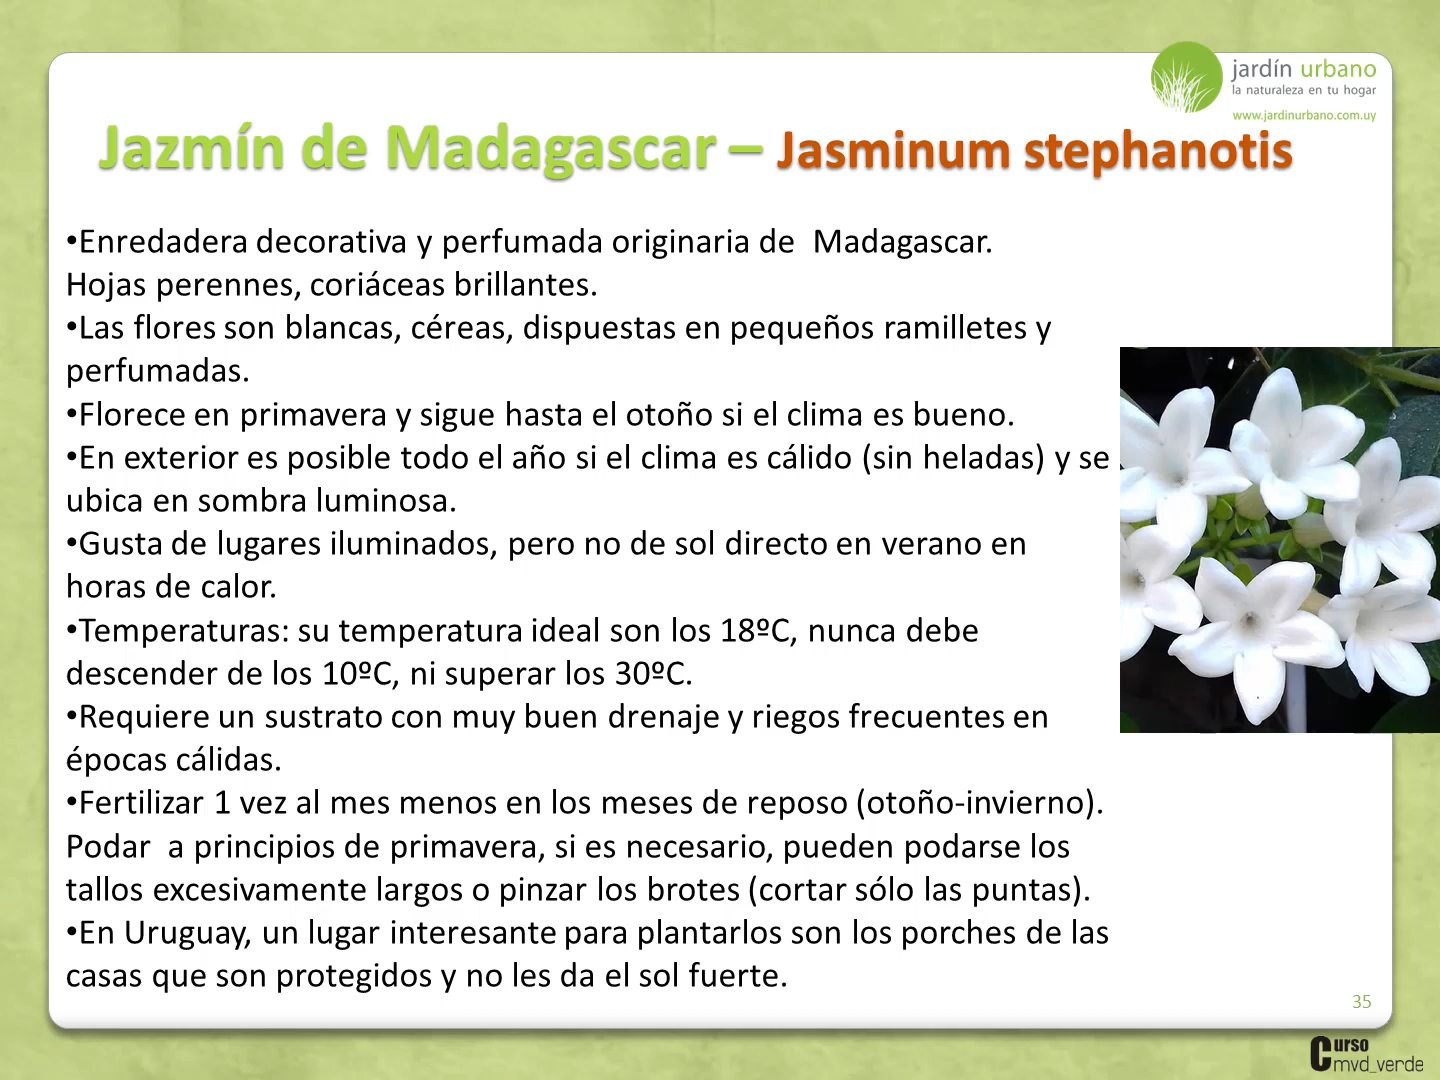 jardín urbano
la naturaleza en tu hogar
www.jardinurbano.com.uy
Jazmín de Madagascar – Jasminum stephanotis
•Enredadera decorativa y perfumada originaria de  Madagascar.
Hojas perennes, coriáceas brillantes.
•Las flores son blancas, céreas, dispuestas en pequeños ramilletes y
perfumadas.
•Florece en primavera y sigue hasta el otoño si el clima es bueno.
•En exterior es posible todo el año si el clima es cálido (sin heladas) y se
ubica en sombra luminosa.
•Gusta de lugares iluminados, pero no de sol directo en verano en
horas de calor.
•Temperaturas: su temperatura ideal son los 18ºC, nunca debe
descender de los 10ºC, ni superar los 30ºC.
•Requiere un sustrato con muy buen drenaje y riegos frecuentes en
épocas cálidas.
•Fertilizar 1 vez al mes menos en los meses de reposo (otoño-invierno).
Podar  a principios de primavera, si es necesario, pueden podarse los
tallos excesivamente largos o pinzar los brotes (cortar sólo las puntas).
•En Uruguay, un lugar interesante para plantarlos son los porches de las
casas que son protegidos y no les da el sol fuerte.
35
Curso
mvd_verde